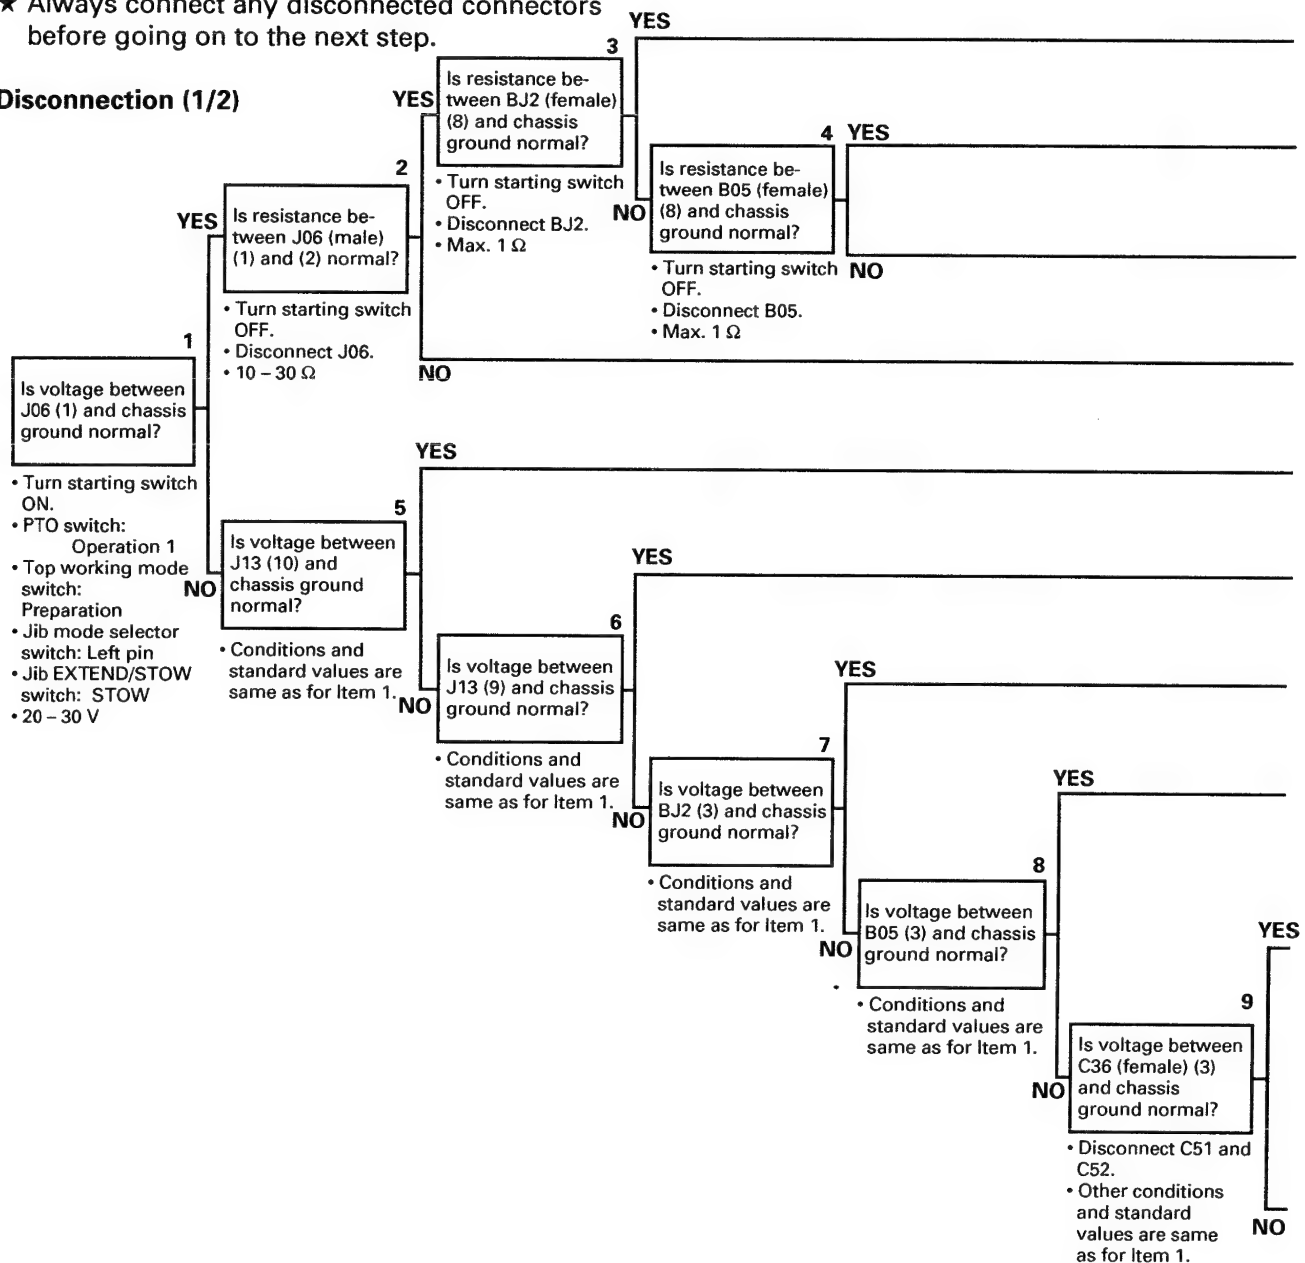 ★ Always connect any disconnected connectors
before going on to the next step.
Disconnection (1/2)
1
Is voltage between
J06 (1) and chassis
ground normal?
• Turn starting switch
ON.
• PTO switch:
Operation 1
• Top working mode
switch:
Preparation
• Jib mode selector
switch: Left pin
• Jib EXTEND/STOW
switch: STOW
• 20 – 30 V
YES
2
Is resistance be-
tween J06 (male)
(1) and (2) normal?
• Turn starting switch
OFF.
• Disconnect J06.
• 10 – 30 Ω
YES
3
Is resistance be-
tween BJ2 (female)
(8) and chassis
ground normal?
• Turn starting switch
OFF.
• Disconnect BJ2.
• Max. 1 Ω
YES
NO
4
Is resistance be-
tween B05 (female)
(8) and chassis
ground normal?
• Turn starting switch
OFF.
• Disconnect B05.
• Max. 1 Ω
YES
NO
NO
NO
5
Is voltage between
J13 (10) and
chassis ground
normal?
• Conditions and
standard values are
same as for Item 1.
YES
NO
6
Is voltage between
J13 (9) and chassis
ground normal?
• Conditions and
standard values are
same as for Item 1.
YES
NO
7
Is voltage between
BJ2 (3) and chassis
ground normal?
• Conditions and
standard values are
same as for Item 1.
YES
NO
8
Is voltage between
B05 (3) and chassis
ground normal?
• Conditions and
standard values are
same as for Item 1.
YES
NO
9
Is voltage between
C36 (female) (3)
and chassis
ground normal?
• Disconnect C51 and
C52.
• Other conditions
and standard
values are same
as for Item 1.
YES
NO